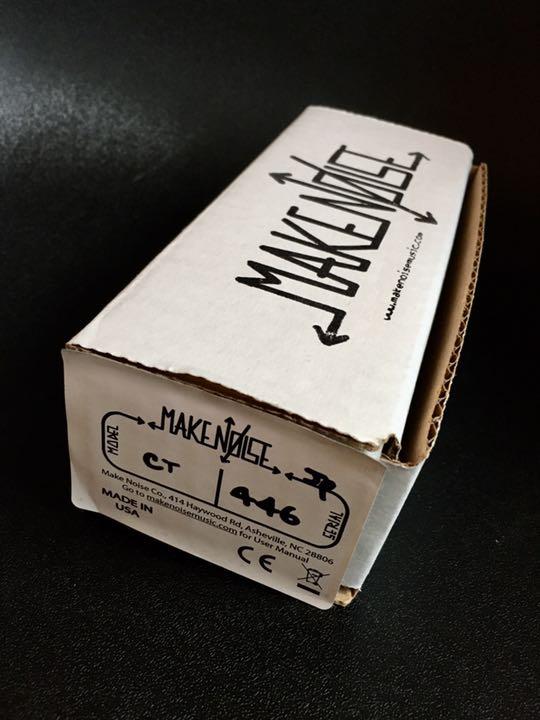 MAKENOISE
www.makenoisemusic.com
MAKENOISE
MODEL
CT
446
SERIAL
Make Noise Co., 414 Haywood Rd, Asheville, NC 28806
Go to makenoisemusic.com for User Manual
MADE IN
USA
CE